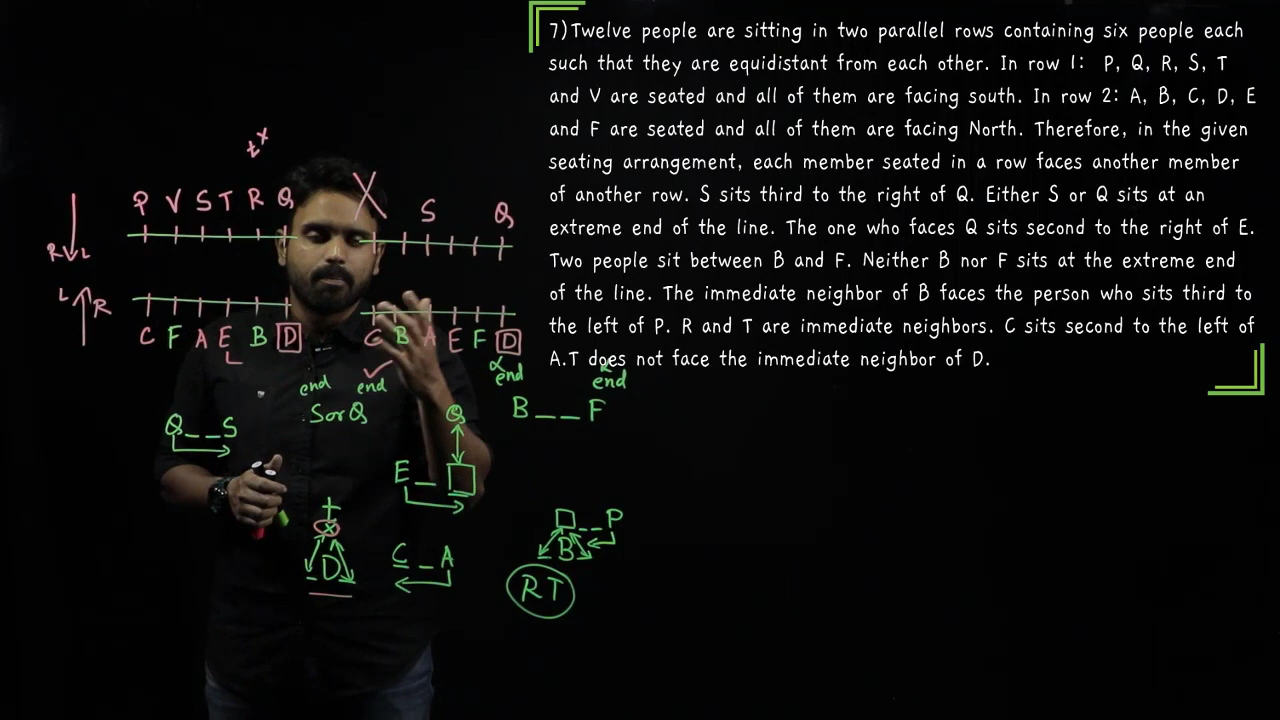 7)Twelve people are sitting in two parallel rows containing six people each
such that they are equidistant from each other. In row 1: P, Q, R, S, T
and V are seated and all of them are facing south. In row 2: A, B, C, D, E
and F are seated and all of them are facing North. Therefore, in the given
seating arrangement, each member seated in a row faces another member
of another row. S sits third to the right of Q. Either S or Q sits at an
extreme end of the line. The one who faces Q sits second to the right of E.
Two people sit between B and F. Neither B nor F sits at the extreme end
of the line. The immediate neighbor of B faces the person who sits third to
the left of P. R and T are immediate neighbors. C sits second to the left of
A.T does not face the immediate neighbor of D.
t x
P V S T R Q
X S Q
R L
L R
C F A E B D
C B A E F D
L
end end
x end
x end
S or Q
B _ _ F
Q _ _ S
Q
E _
_ _ P
B
t
x
_ D _
C _ A
R T